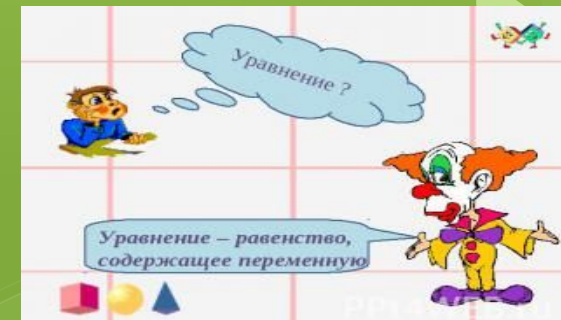 Уравнение ?
Уравнение – равенство,
содержащее переменную